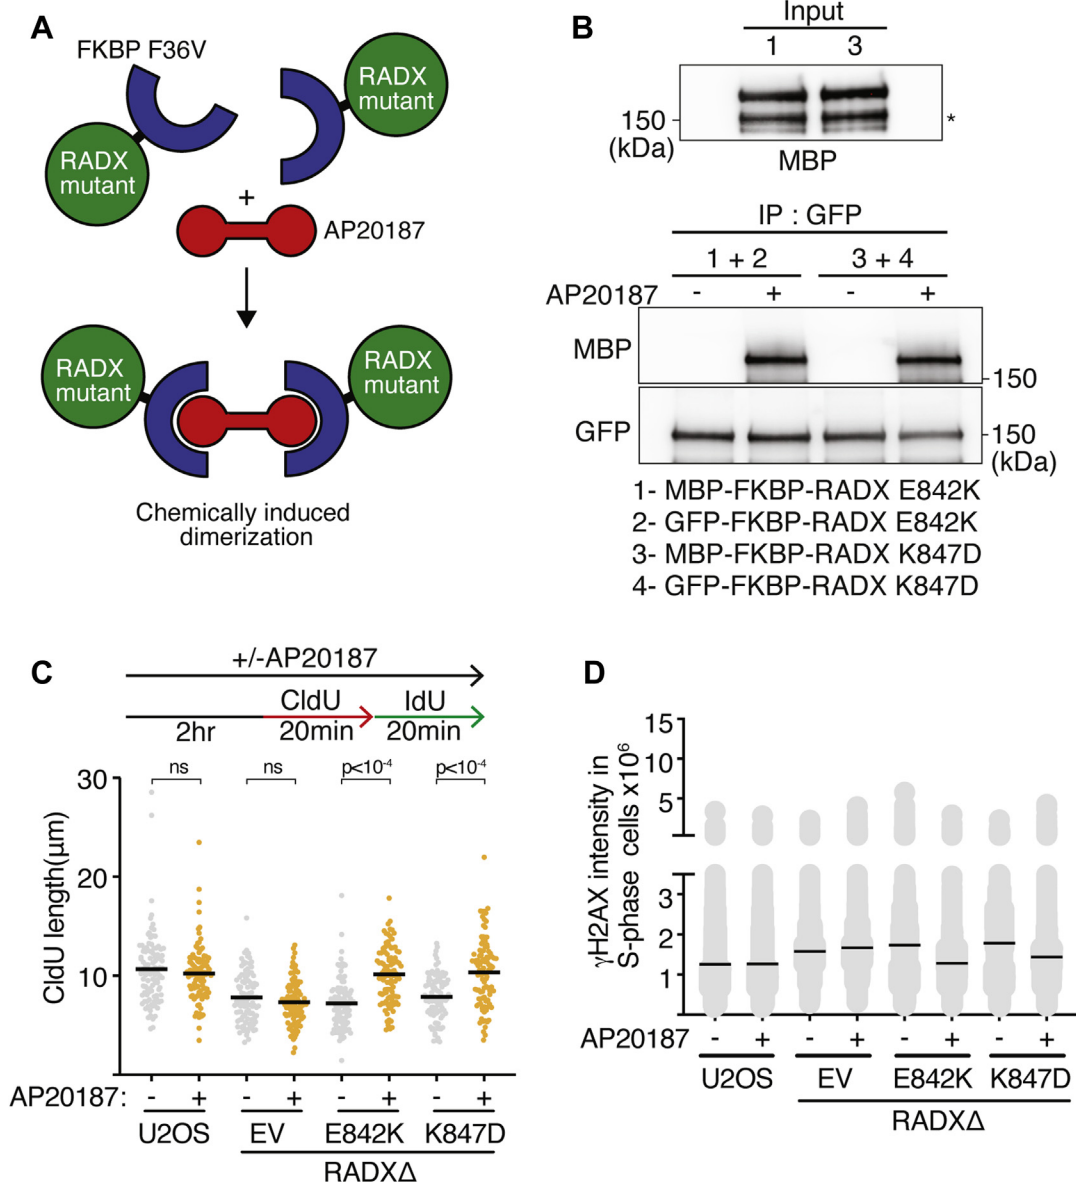 A
FKBP F36V
RADX
mutant
RADX
mutant
+
AP20187
RADX
mutant
RADX
mutant
Chemically induced
dimerization
B
Input
1 3
150
(kDa)
*
MBP
IP : GFP
1 + 2 3 + 4
AP20187 - + - +
MBP
150
GFP
150
(kDa)
1- MBP-FKBP-RADX E842K
2- GFP-FKBP-RADX E842K
3- MBP-FKBP-RADX K847D
4- GFP-FKBP-RADX K847D
C
+/-AP20187
CldU IdU
2hr 20min 20min
ns ns p<10-4 p<10-4
30
20
10
CldU length(μm)
AP20187: - + - + - + - +
U2OS EV E842K K847D
RADXΔ
D
15
10
5
3
2
1
γH2AX intensity in
S-phase cells x10⁶
AP20187 - + - + - + - +
U2OS EV E842K K847D
RADXΔ